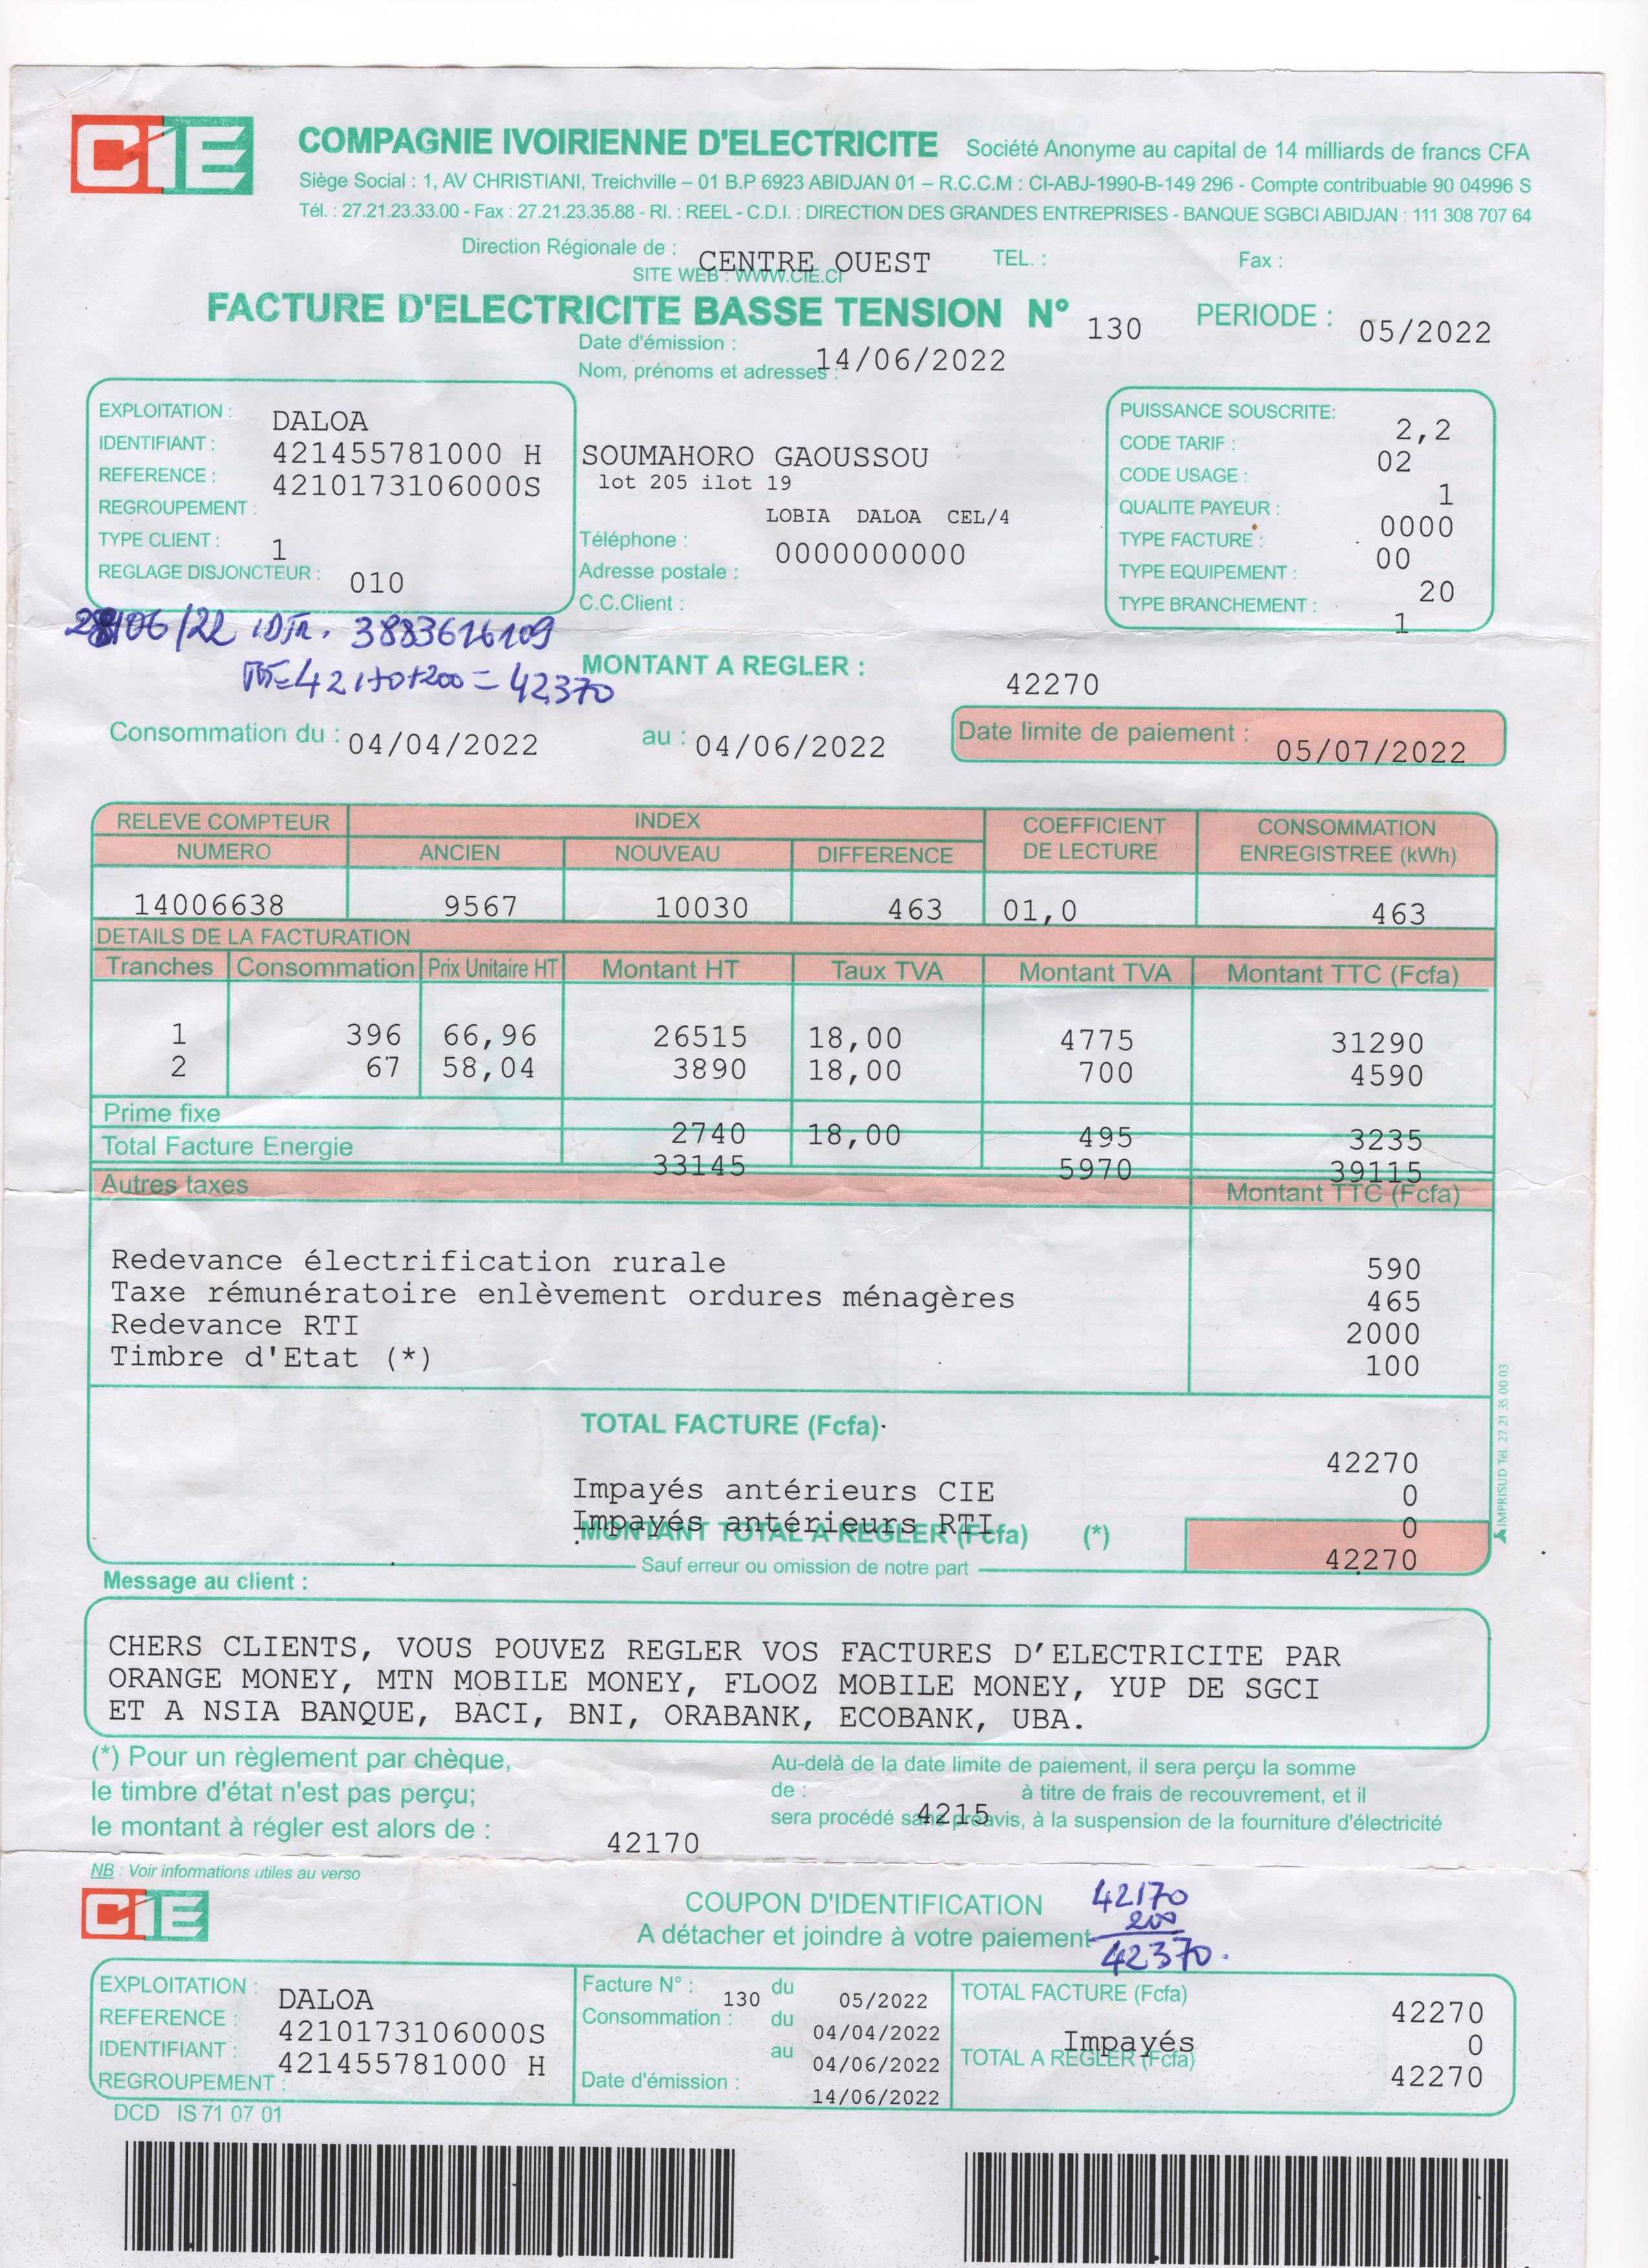 CIE
COMPAGNIE IVOIRIENNE D'ELECTRICITE Société Anonyme au capital de 14 milliards de francs CFA
Siège Social : 1, AV CHRISTIANI, Treichville – 01 B.P 6923 ABIDJAN 01 – R.C.C.M : CI-ABJ-1990-B-149 296 - Compte contribuable 90 04996 S
Tél. : 27.21.23.33.00 - Fax : 27.21.23.35.88 - RI. : REEL - C.D.I. : DIRECTION DES GRANDES ENTREPRISES - BANQUE SGBCI ABIDJAN : 111 308 707 64
Direction Régionale de : CENTRE OUEST TEL. : Fax :
SITE WEB : WWW.CIE.CI
FACTURE D'ELECTRICITE BASSE TENSION N° 130 PERIODE : 05/2022
Date d'émission : 14/06/2022
Nom, prénoms et adresses :
EXPLOITATION : DALOA
IDENTIFIANT : 421455781000 H
REFERENCE : 4210173106000S
REGROUPEMENT :
TYPE CLIENT : 1
REGLAGE DISJONCTEUR : 010
SOUMAHORO GAOUSSOU
lot 205 ilot 19
LOBIA DALOA CEL/4
Téléphone : 0000000000
Adresse postale :
C.C.Client :
PUISSANCE SOUSCRITE: 2,2
CODE TARIF : 02
CODE USAGE : 1
QUALITE PAYEUR : 0000
TYPE FACTURE : 00
TYPE EQUIPEMENT : 20
TYPE BRANCHEMENT : 1
28/06/22 IDTR. 3883616109
42170+200 = 42370
MONTANT A REGLER : 42270
Consommation du : 04/04/2022 au : 04/06/2022 Date limite de paiement : 05/07/2022
RELEVE COMPTEUR INDEX COEFFICIENT DE LECTURE CONSOMMATION ENREGISTREE (kWh)
NUMERO ANCIEN NOUVEAU DIFFERENCE
14006638 9567 10030 463 01,0 463
DETAILS DE LA FACTURATION
Tranches Consommation Prix Unitaire HT Montant HT Taux TVA Montant TVA Montant TTC (Fcfa)
1 396 66,96 26515 18,00 4775 31290
2 67 58,04 3890 18,00 700 4590
Prime fixe 2740 18,00 495 3235
Total Facture Energie 33145 5970 39115
Autres taxes Montant TTC (Fcfa)
Redevance électrification rurale 590
Taxe rémunératoire enlèvement ordures ménagères 465
Redevance RTI 2000
Timbre d'Etat (*) 100
TOTAL FACTURE (Fcfa) 42270
Impayés antérieurs CIE 0
Impayés antérieurs RTI 0
MONTANT TOTAL A REGLER (Fcfa) (*) 42270
Sauf erreur ou omission de notre part
IMPRISUD Tél. 27 21 35 00 03
Message au client :
CHERS CLIENTS, VOUS POUVEZ REGLER VOS FACTURES D'ELECTRICITE PAR
ORANGE MONEY, MTN MOBILE MONEY, FLOOZ MOBILE MONEY, YUP DE SGCI
ET A NSIA BANQUE, BACI, BNI, ORABANK, ECOBANK, UBA.
(*) Pour un règlement par chèque,
le timbre d'état n'est pas perçu;
le montant à régler est alors de : 42170
Au-delà de la date limite de paiement, il sera perçu la somme
de : 4215 à titre de frais de recouvrement, et il
sera procédé sans préavis, à la suspension de la fourniture d'électricité
NB : Voir informations utiles au verso
CIE
COUPON D'IDENTIFICATION
A détacher et joindre à votre paiement
42170
200
42370.
EXPLOITATION : DALOA
REFERENCE : 4210173106000S
IDENTIFIANT : 421455781000 H
REGROUPEMENT :
Facture N° : 130 du 05/2022
Consommation : du 04/04/2022
au 04/06/2022
Date d'émission : 14/06/2022
TOTAL FACTURE (Fcfa) 42270
Impayés 0
TOTAL A REGLER (Fcfa) 42270
DCD IS 71 07 01